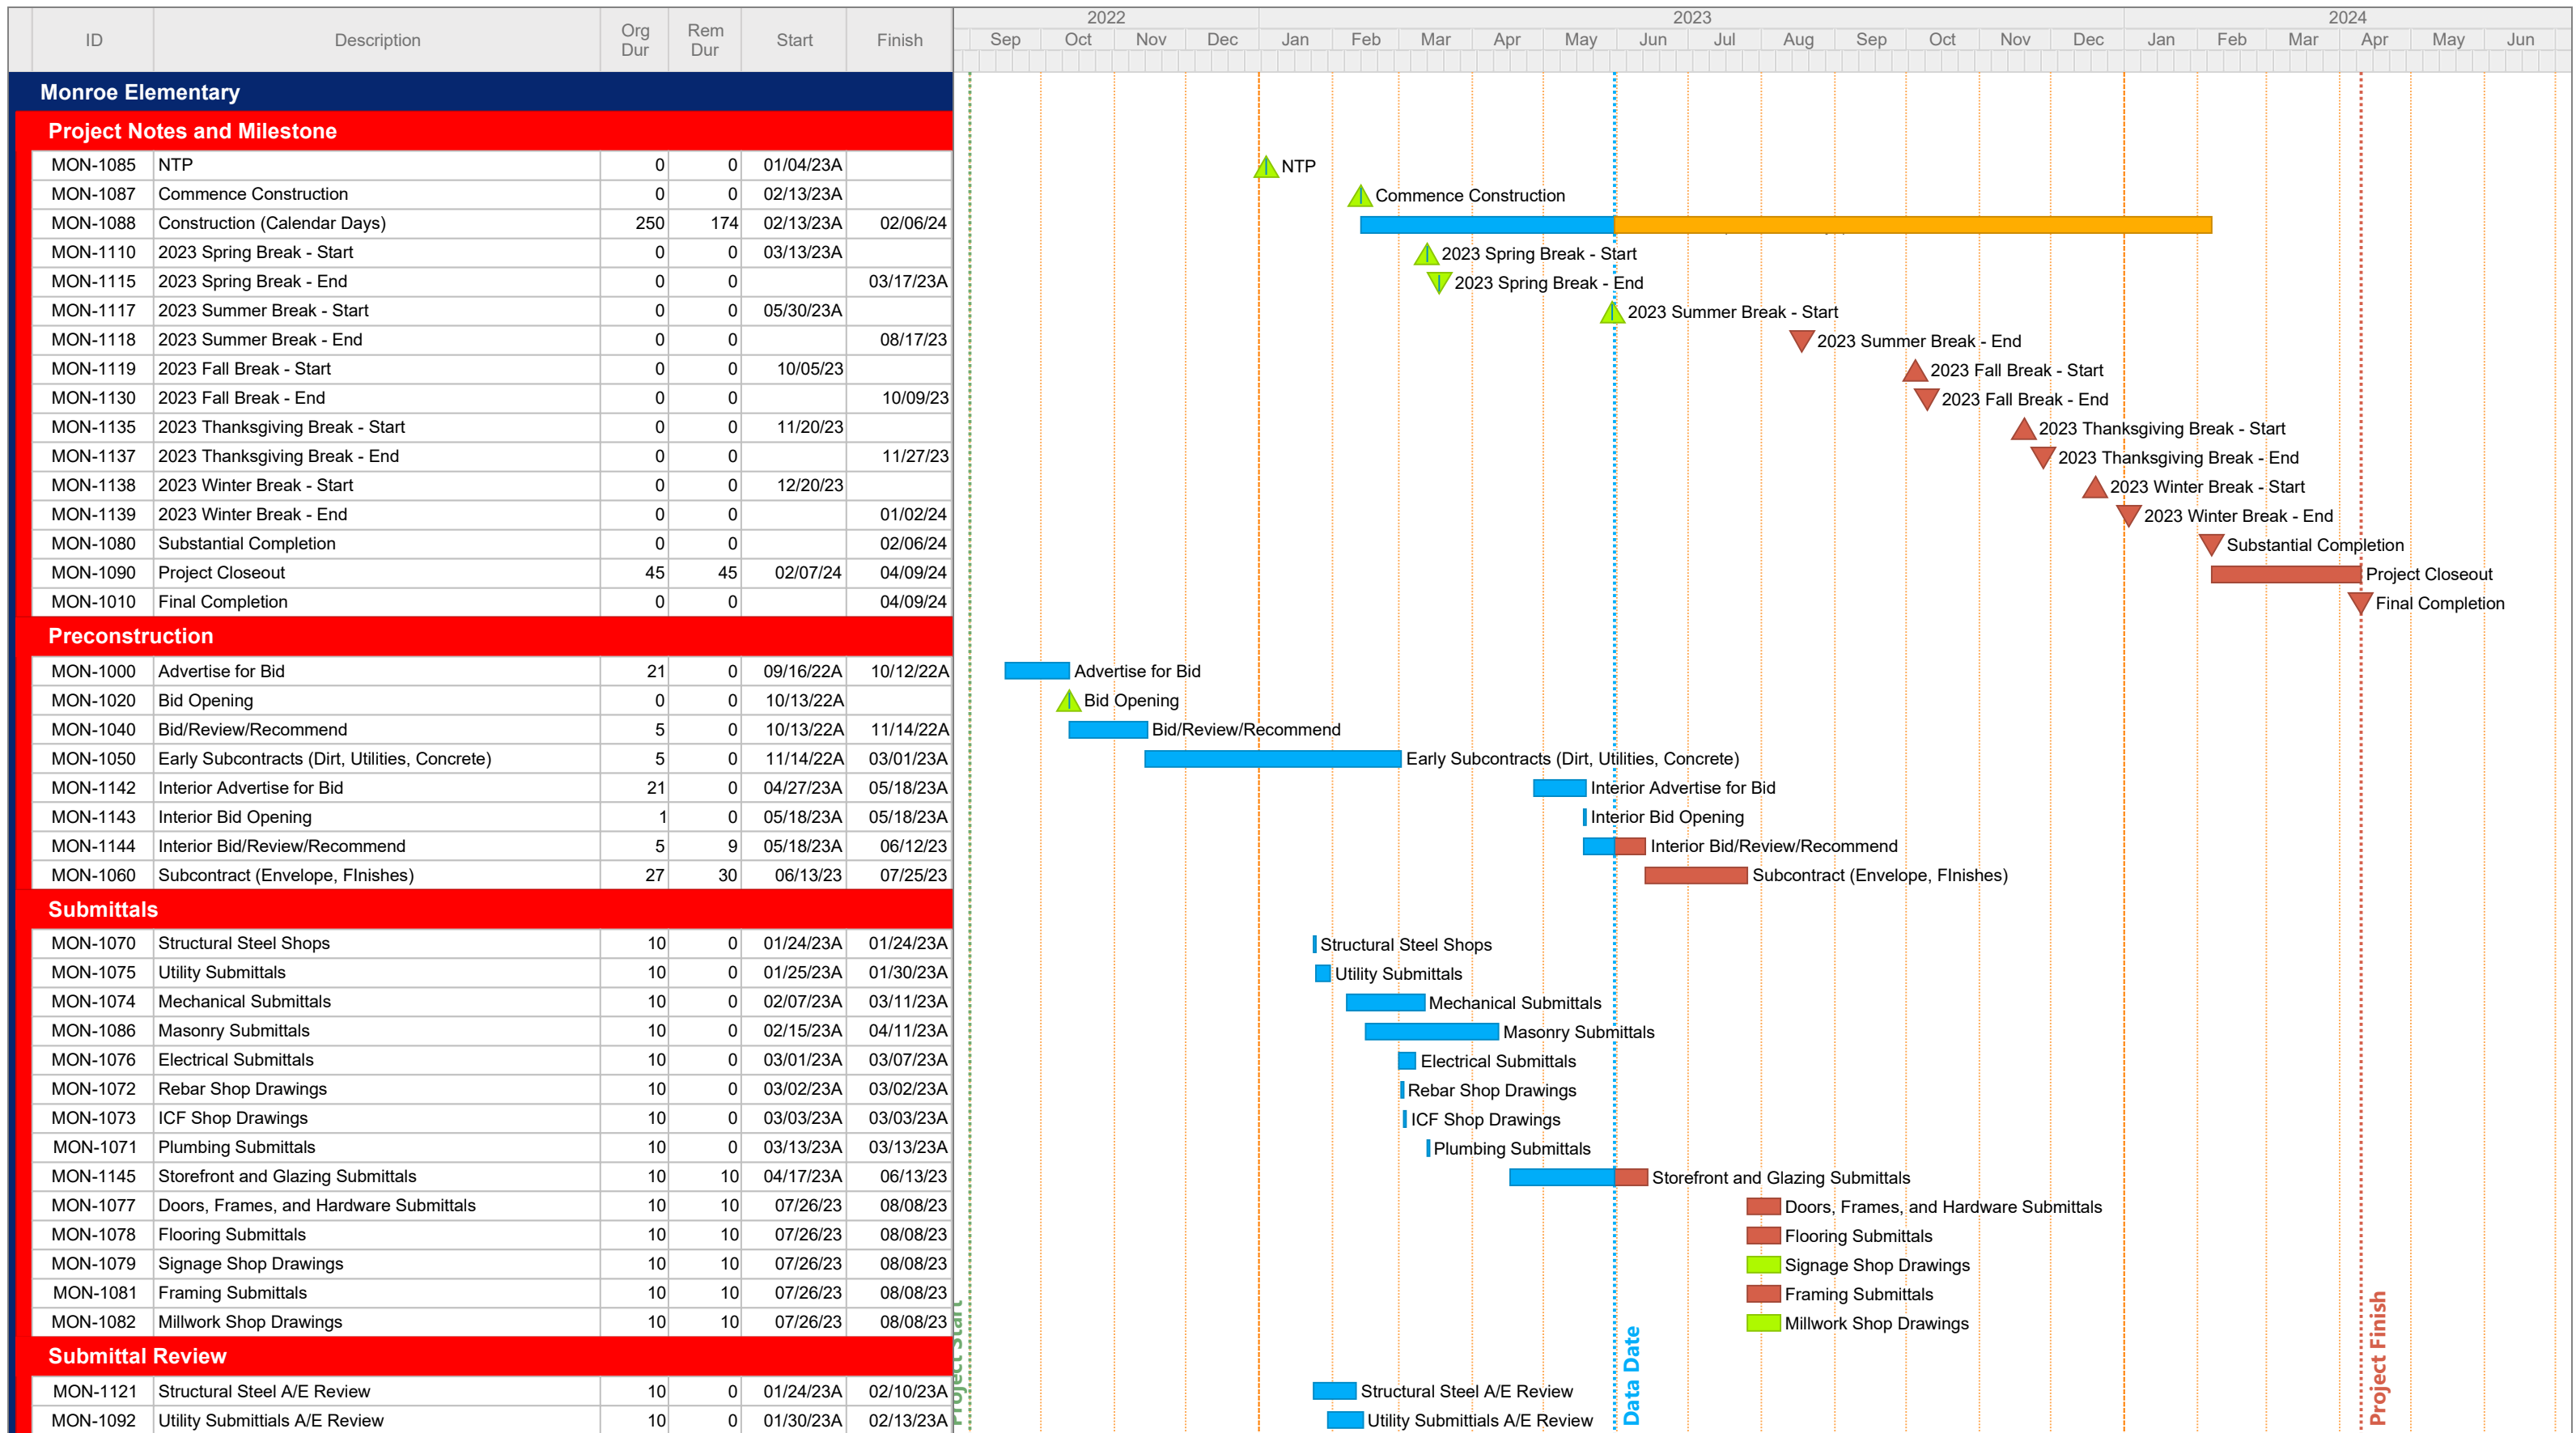 2022 2023 2024
ID Description Org Dur Rem Dur Start Finish Sep Oct Nov Dec Jan Feb Mar Apr May Jun Jul Aug Sep Oct Nov Dec Jan Feb Mar Apr May Jun
Monroe Elementary
Project Notes and Milestone
MON-1085 NTP 0 0 01/04/23A NTP
MON-1087 Commence Construction 0 0 02/13/23A Commence Construction
MON-1088 Construction (Calendar Days) 250 174 02/13/23A 02/06/24
MON-1110 2023 Spring Break - Start 0 0 03/13/23A 2023 Spring Break - Start
MON-1115 2023 Spring Break - End 0 0 03/17/23A 2023 Spring Break - End
MON-1117 2023 Summer Break - Start 0 0 05/30/23A 2023 Summer Break - Start
MON-1118 2023 Summer Break - End 0 0 08/17/23 2023 Summer Break - End
MON-1119 2023 Fall Break - Start 0 0 10/05/23 2023 Fall Break - Start
MON-1130 2023 Fall Break - End 0 0 10/09/23 2023 Fall Break - End
MON-1135 2023 Thanksgiving Break - Start 0 0 11/20/23 2023 Thanksgiving Break - Start
MON-1137 2023 Thanksgiving Break - End 0 0 11/27/23 2023 Thanksgiving Break - End
MON-1138 2023 Winter Break - Start 0 0 12/20/23 2023 Winter Break - Start
MON-1139 2023 Winter Break - End 0 0 01/02/24 2023 Winter Break - End
MON-1080 Substantial Completion 0 0 02/06/24 Substantial Completion
MON-1090 Project Closeout 45 45 02/07/24 04/09/24 Project Closeout
MON-1010 Final Completion 0 0 04/09/24 Final Completion
Preconstruction
MON-1000 Advertise for Bid 21 0 09/16/22A 10/12/22A Advertise for Bid
MON-1020 Bid Opening 0 0 10/13/22A Bid Opening
MON-1040 Bid/Review/Recommend 5 0 10/13/22A 11/14/22A Bid/Review/Recommend
MON-1050 Early Subcontracts (Dirt, Utilities, Concrete) 5 0 11/14/22A 03/01/23A Early Subcontracts (Dirt, Utilities, Concrete)
MON-1142 Interior Advertise for Bid 21 0 04/27/23A 05/18/23A Interior Advertise for Bid
MON-1143 Interior Bid Opening 1 0 05/18/23A 05/18/23A Interior Bid Opening
MON-1144 Interior Bid/Review/Recommend 5 9 05/18/23A 06/12/23 Interior Bid/Review/Recommend
MON-1060 Subcontract (Envelope, FInishes) 27 30 06/13/23 07/25/23 Subcontract (Envelope, FInishes)
Submittals
MON-1070 Structural Steel Shops 10 0 01/24/23A 01/24/23A Structural Steel Shops
MON-1075 Utility Submittals 10 0 01/25/23A 01/30/23A Utility Submittals
MON-1074 Mechanical Submittals 10 0 02/07/23A 03/11/23A Mechanical Submittals
MON-1086 Masonry Submittals 10 0 02/15/23A 04/11/23A Masonry Submittals
MON-1076 Electrical Submittals 10 0 03/01/23A 03/07/23A Electrical Submittals
MON-1072 Rebar Shop Drawings 10 0 03/02/23A 03/02/23A Rebar Shop Drawings
MON-1073 ICF Shop Drawings 10 0 03/03/23A 03/03/23A ICF Shop Drawings
MON-1071 Plumbing Submittals 10 0 03/13/23A 03/13/23A Plumbing Submittals
MON-1145 Storefront and Glazing Submittals 10 10 04/17/23A 06/13/23 Storefront and Glazing Submittals
MON-1077 Doors, Frames, and Hardware Submittals 10 10 07/26/23 08/08/23 Doors, Frames, and Hardware Submittals
MON-1078 Flooring Submittals 10 10 07/26/23 08/08/23 Flooring Submittals
MON-1079 Signage Shop Drawings 10 10 07/26/23 08/08/23 Signage Shop Drawings
MON-1081 Framing Submittals 10 10 07/26/23 08/08/23 Framing Submittals
MON-1082 Millwork Shop Drawings 10 10 07/26/23 08/08/23 Millwork Shop Drawings
Submittal Review
MON-1121 Structural Steel A/E Review 10 0 01/24/23A 02/10/23A Structural Steel A/E Review
MON-1092 Utility Submittials A/E Review 10 0 01/30/23A 02/13/23A Utility Submittials A/E Review
Project Start
Data Date
Project Finish